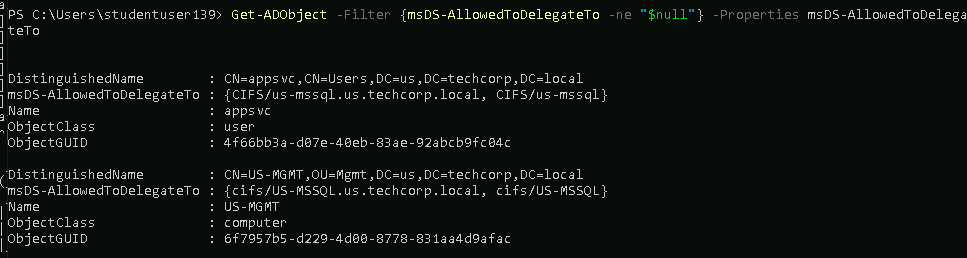 PS C:\Users\studentuser139> Get-ADObject -Filter {msDS-AllowedToDelegateTo -ne "$null"} -Properties msDS-AllowedToDelega
teTo
DistinguishedName : CN=appsvc,CN=Users,DC=us,DC=techcorp,DC=local
msDS-AllowedToDelegateTo : {CIFS/us-mssql.us.techcorp.local, CIFS/us-mssql}
Name : appsvc
ObjectClass : user
ObjectGUID : 4f66bb3a-d07e-40eb-83ae-92abcb9fc04c
DistinguishedName : CN=US-MGMT,OU=Mgmt,DC=us,DC=techcorp,DC=local
msDS-AllowedToDelegateTo : {cifs/US-MSSQL.us.techcorp.local, cifs/US-MSSQL}
Name : US-MGMT
ObjectClass : computer
ObjectGUID : 6f7957b5-d229-4d00-8778-831aa4d9afac